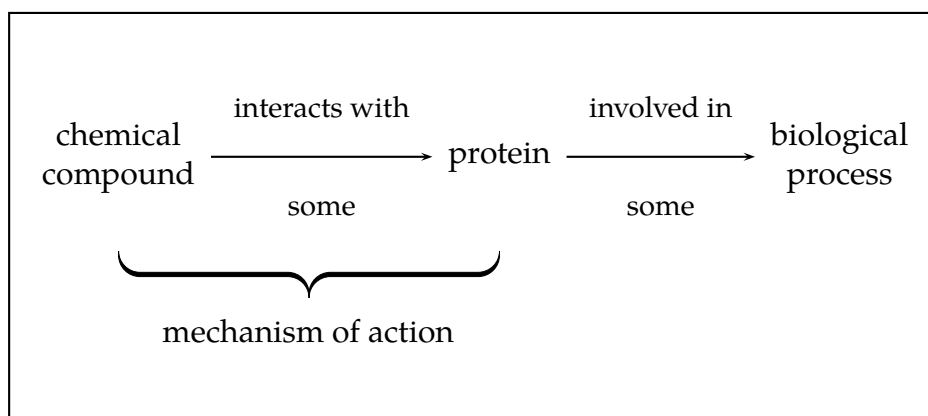 interacts with
involved in
chemical
compound
protein
biological
process
some
some
mechanism of action